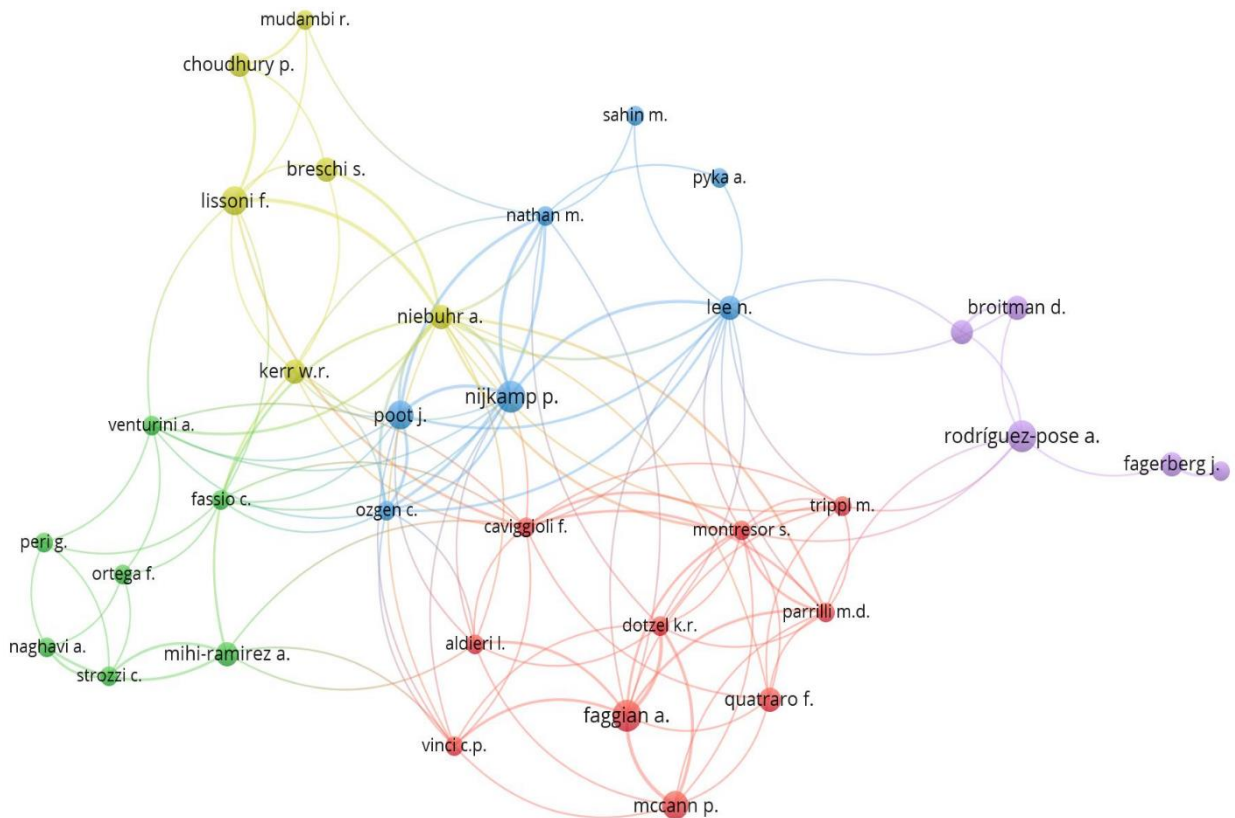 mudambi r.
choudhury p.
sahin m.
breschi s.
pyka a.
lissoni f.
nathan m.
lee n.
broitman d.
niebuhr a.
kerr w.r.
nijkamp p.
poot j.
venturini a.
rodríguez-pose a.
fagerberg j.
fassio c.
ozgen c.
trippl m.
caviggioli f.
montresor s.
peri g.
ortega f.
parrilli m.d.
dotzel k.r.
aldieri l.
naghavi a.
mihi-ramirez a.
strozzi c.
quatraro f.
faggian a.
vinci c.p.
mccann p.